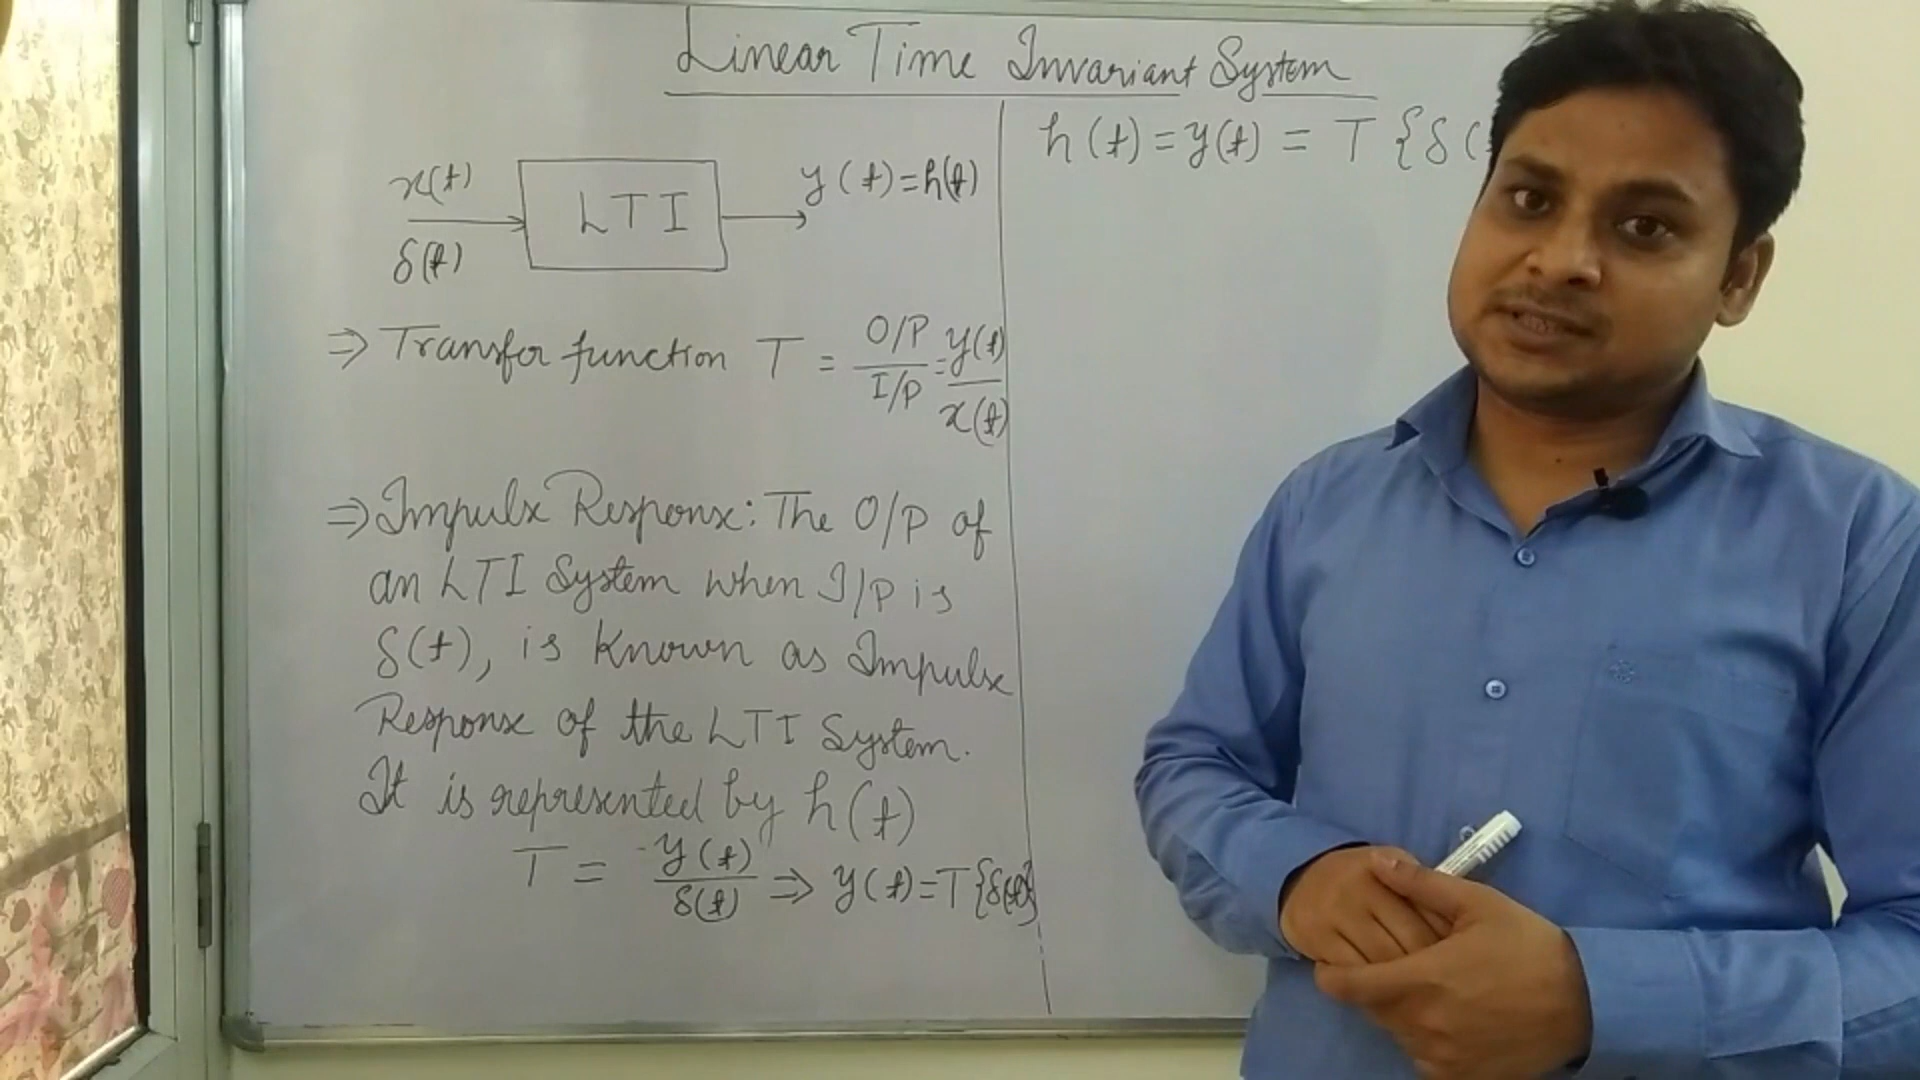 Linear Time Invariant System
x(t)
δ(t)
LTI
y(t)=h(t)
⇒ Transfer function T = O/P / I/P = y(t) / x(t)
⇒ Impulse Response: The O/P of
an LTI System when I/P is
δ(t), is known as Impulse
Response of the LTI System.
It is represented by h(t)
T = y(t) / δ(t) ⇒ y(t)=T{δ(t)}
h(t)=y(t) = T{δ(